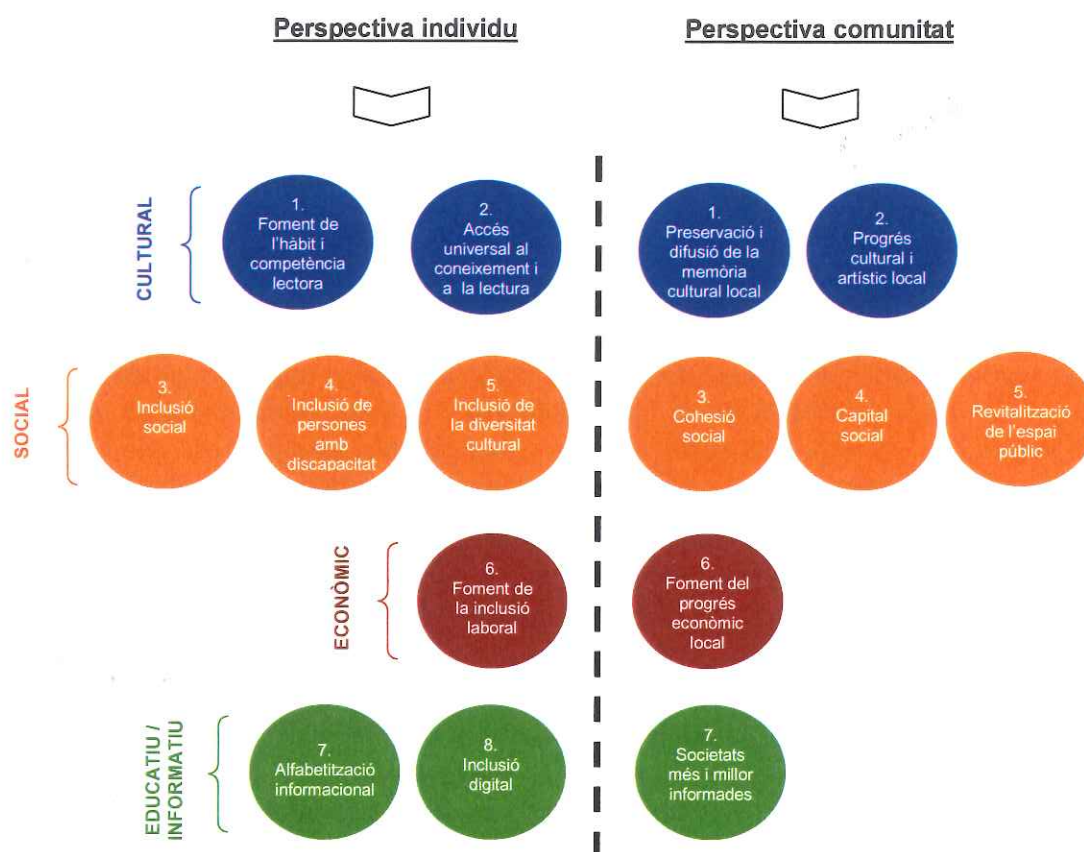 Perspectiva individu
Perspectiva comunitat
CULTURAL
1.
Foment de
l'hàbit i
competència
lectora
2.
Accés
universal al
coneixement i
a la lectura
1.
Preservació i
difusió de la
memòria
cultural local
2.
Progrés
cultural i
artístic local
SOCIAL
3.
Inclusió
social
4.
Inclusió de
persones
amb
discapacitat
5.
Inclusió de
la diversitat
cultural
3.
Cohesió
social
4.
Capital
social
5.
Revitalització
de l'espai
públic
ECONÒMIC
6.
Foment de
la inclusió
laboral
6.
Foment del
progrés
econòmic
local
EDUCATIU /
INFORMATIU
7.
Alfabetització
informacional
8.
Inclusió
digital
7.
Societats
més i millor
informades